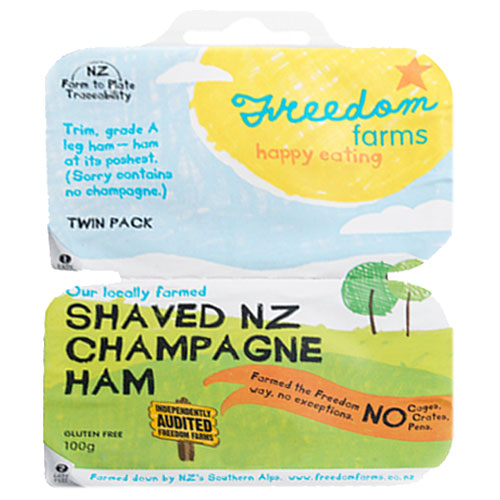 NZ
Farm to Plate
Traceability
Freedom
farms
happy eating
Trim, grade A
leg ham — ham
at its poshest.
(Sorry contains
no champagne.)
TWIN PACK
1
Our locally farmed
SHAVED NZ
CHAMPAGNE
HAM
Farmed the Freedom
way, no exceptions.
NO Cages.
Crates.
Pens.
INDEPENDENTLY
AUDITED
FREEDOM FARMS
GLUTEN FREE
100g
2
Farmed down by NZ's Southern Alps. www.freedomfarms.co.nz